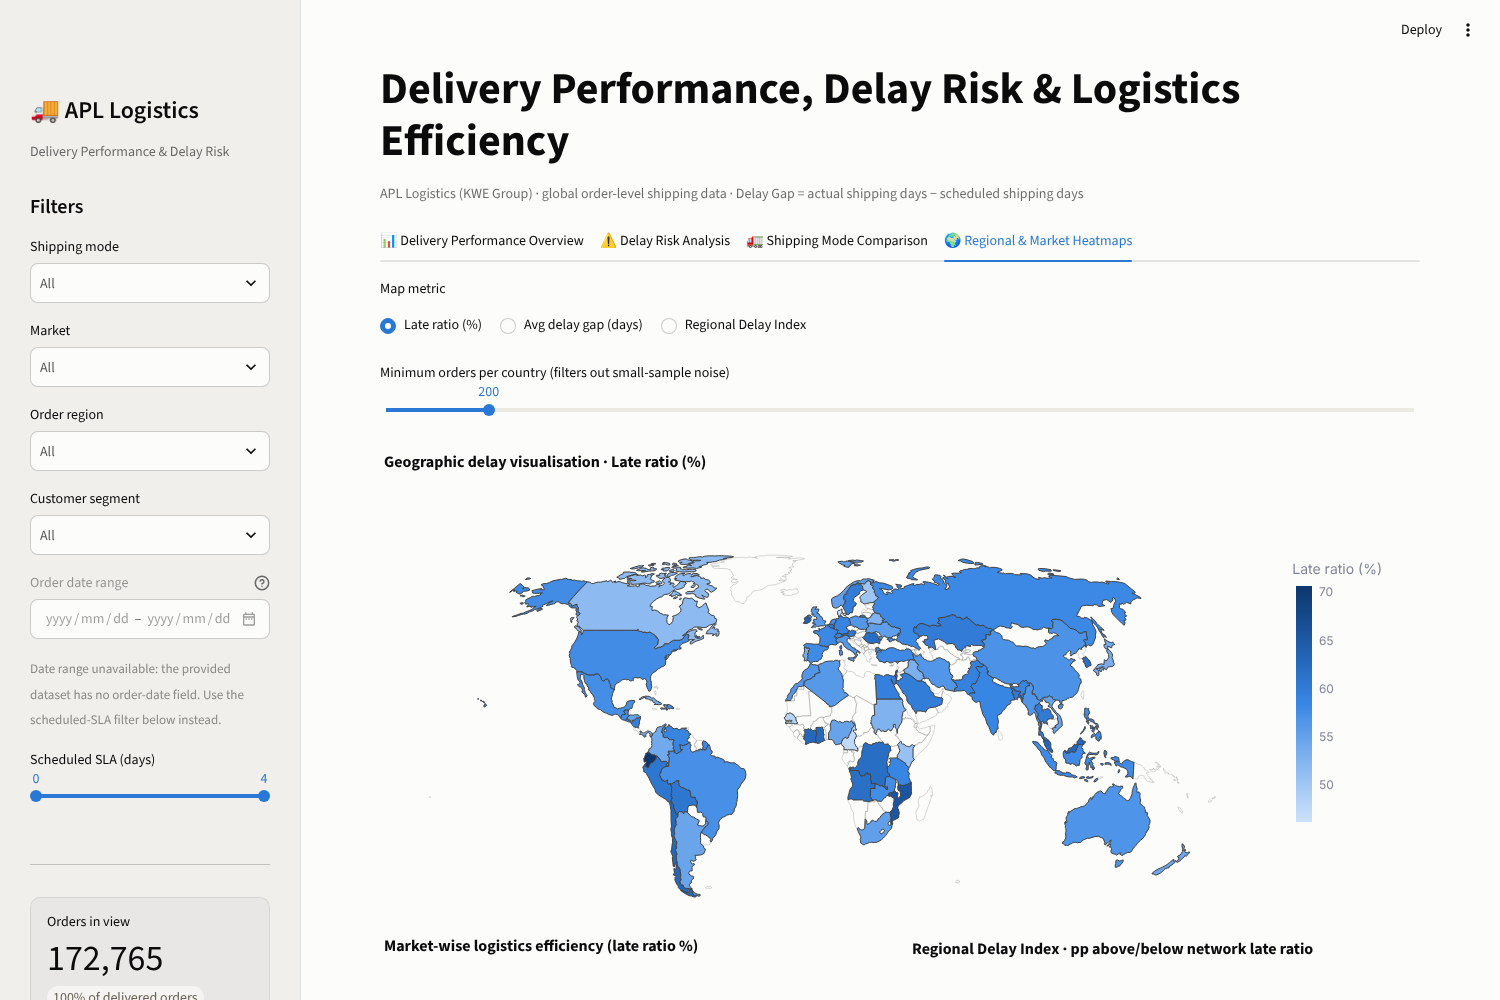 Deploy
🚚 APL Logistics
Delivery Performance & Delay Risk
Filters
Shipping mode
All
Market
All
Order region
All
Customer segment
All
Order date range
yyyy / mm / dd – yyyy / mm / dd
Date range unavailable: the provided
dataset has no order-date field. Use the
scheduled-SLA filter below instead.
Scheduled SLA (days)
0 4
Orders in view
172,765
100% of delivered orders
Delivery Performance, Delay Risk & Logistics
Efficiency
APL Logistics (KWE Group) · global order-level shipping data · Delay Gap = actual shipping days − scheduled shipping days
📊 Delivery Performance Overview ⚠️ Delay Risk Analysis 🚛 Shipping Mode Comparison 🌍 Regional & Market Heatmaps
Map metric
Late ratio (%) Avg delay gap (days) Regional Delay Index
Minimum orders per country (filters out small-sample noise)
200
Geographic delay visualisation · Late ratio (%)
Late ratio (%)
70
65
60
55
50
Market-wise logistics efficiency (late ratio %)
Regional Delay Index · pp above/below network late ratio